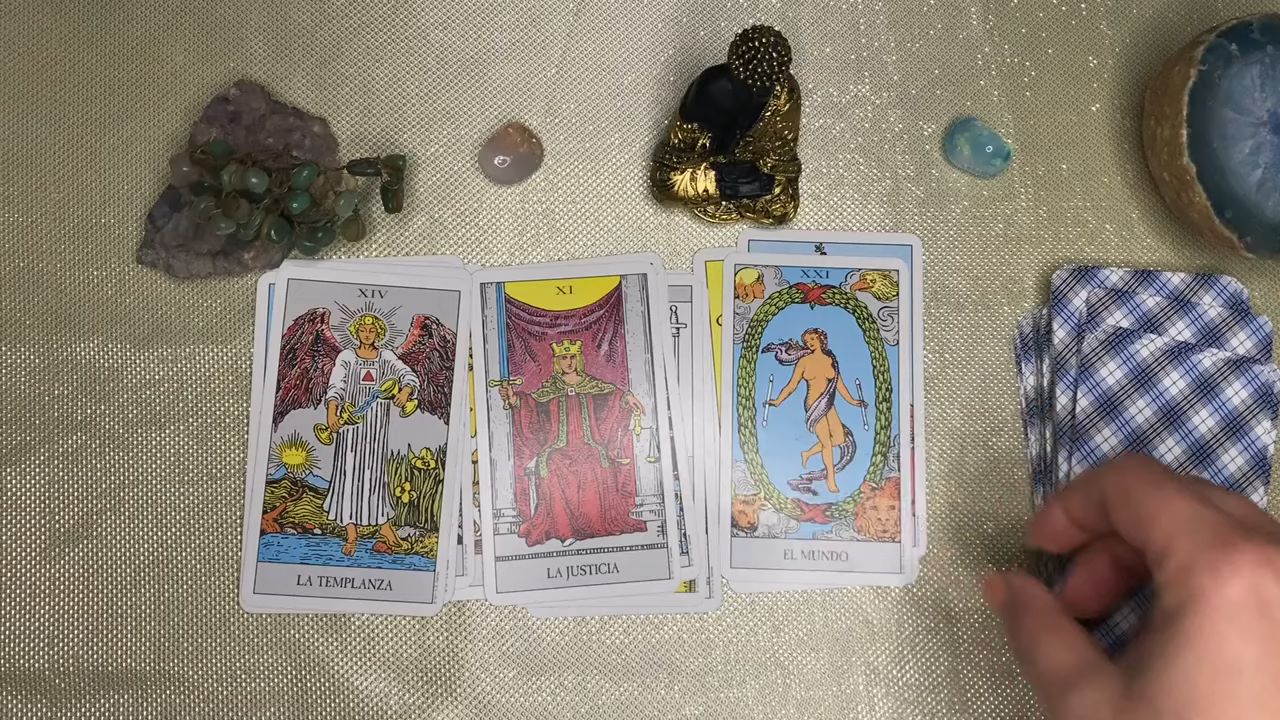 XIV
LA TEMPLANZA
XI
LA JUSTICIA
XXI
EL MUNDO